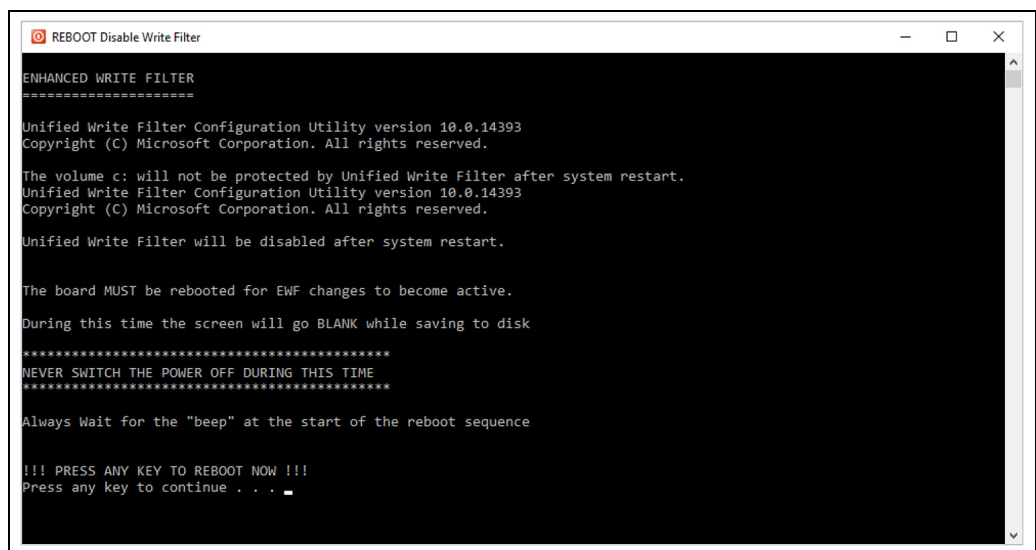 REBOOT Disable Write Filter
ENHANCED WRITE FILTER
=====================
Unified Write Filter Configuration Utility version 10.0.14393
Copyright (C) Microsoft Corporation. All rights reserved.
The volume c: will not be protected by Unified Write Filter after system restart.
Unified Write Filter Configuration Utility version 10.0.14393
Copyright (C) Microsoft Corporation. All rights reserved.
Unified Write Filter will be disabled after system restart.
The board MUST be rebooted for EWF changes to become active.
During this time the screen will go BLANK while saving to disk
*********************************************
NEVER SWITCH THE POWER OFF DURING THIS TIME
*********************************************
Always Wait for the "beep" at the start of the reboot sequence
!!! PRESS ANY KEY TO REBOOT NOW !!!
Press any key to continue . . .